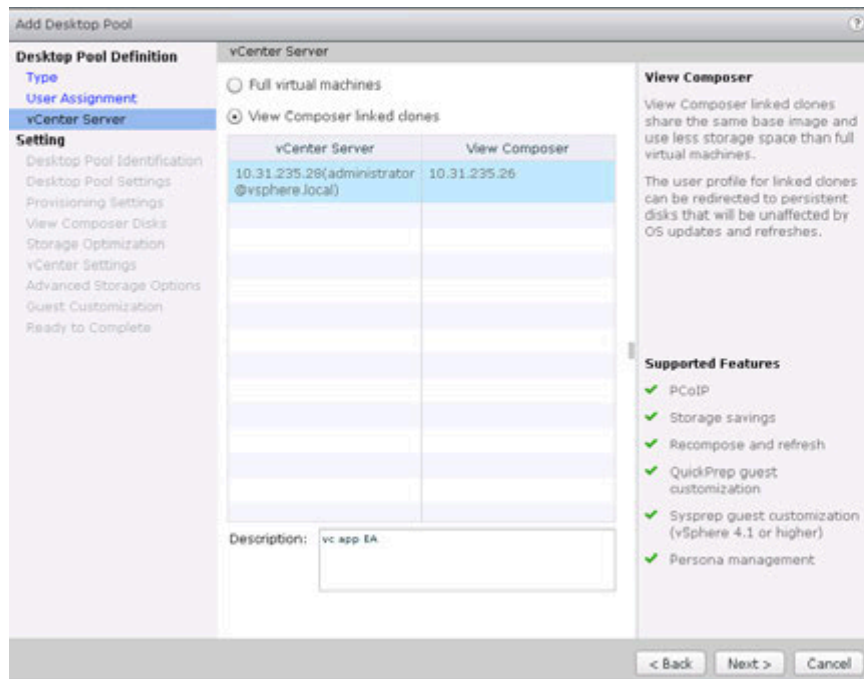 Add Desktop Pool
?
Desktop Pool Definition
Type
User Assignment
vCenter Server
Setting
Desktop Pool Identification
Desktop Pool Settings
Provisioning Settings
View Composer Disks
Storage Optimization
vCenter Settings
Advanced Storage Options
Guest Customization
Ready to Complete
vCenter Server
Full virtual machines
View Composer linked clones
vCenter Server
View Composer
10.31.235.28(administrator
@vsphere.local)
10.31.235.26
Description:
vc app EA
View Composer
View Composer linked clones
share the same base image and
use less storage space than full
virtual machines.
The user profile for linked clones
can be redirected to persistent
disks that will be unaffected by
OS updates and refreshes.
Supported Features
PCoIP
Storage savings
Recompose and refresh
QuickPrep guest
customization
Sysprep guest customization
(vSphere 4.1 or higher)
Persona management
< Back
Next >
Cancel